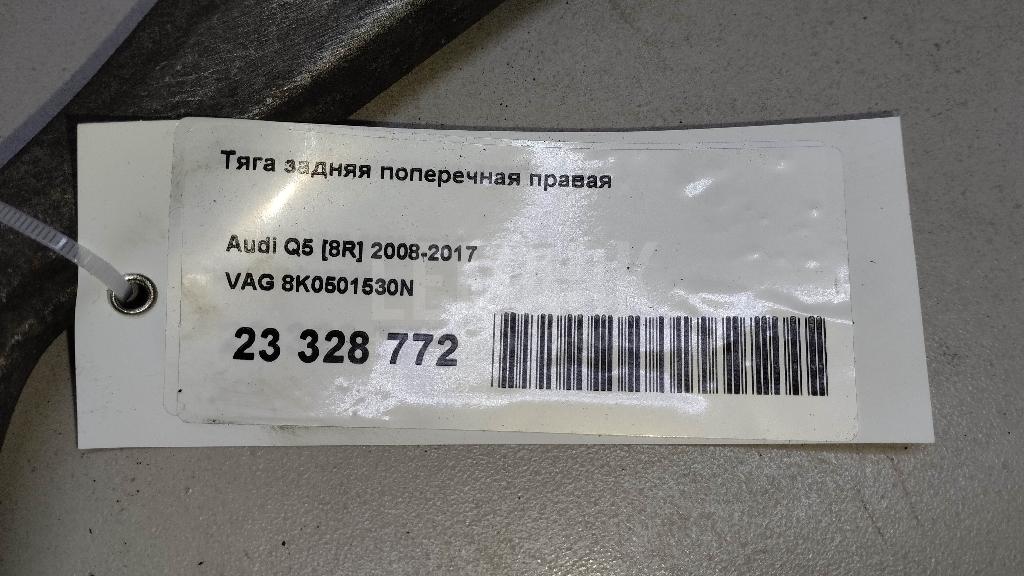 Тяга задняя поперечная правая
Audi Q5 [8R] 2008-2017
VAG 8K0501530N
23 328 772